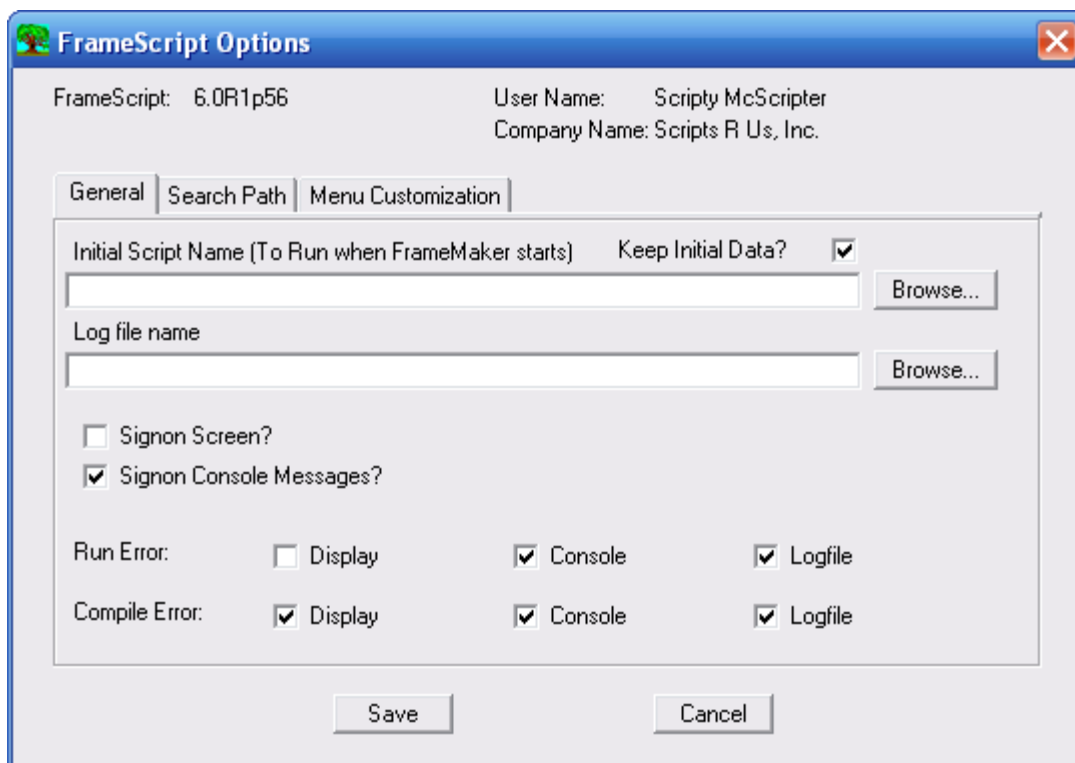 FrameScript Options
FrameScript: 6.0R1p56 User Name: Scripty McScripter
Company Name: Scripts R Us, Inc.
General Search Path Menu Customization
Initial Script Name (To Run when FrameMaker starts) Keep Initial Data?
Browse...
Log file name
Browse...
Signon Screen?
Signon Console Messages?
Run Error: Display Console Logfile
Compile Error: Display Console Logfile
Save Cancel